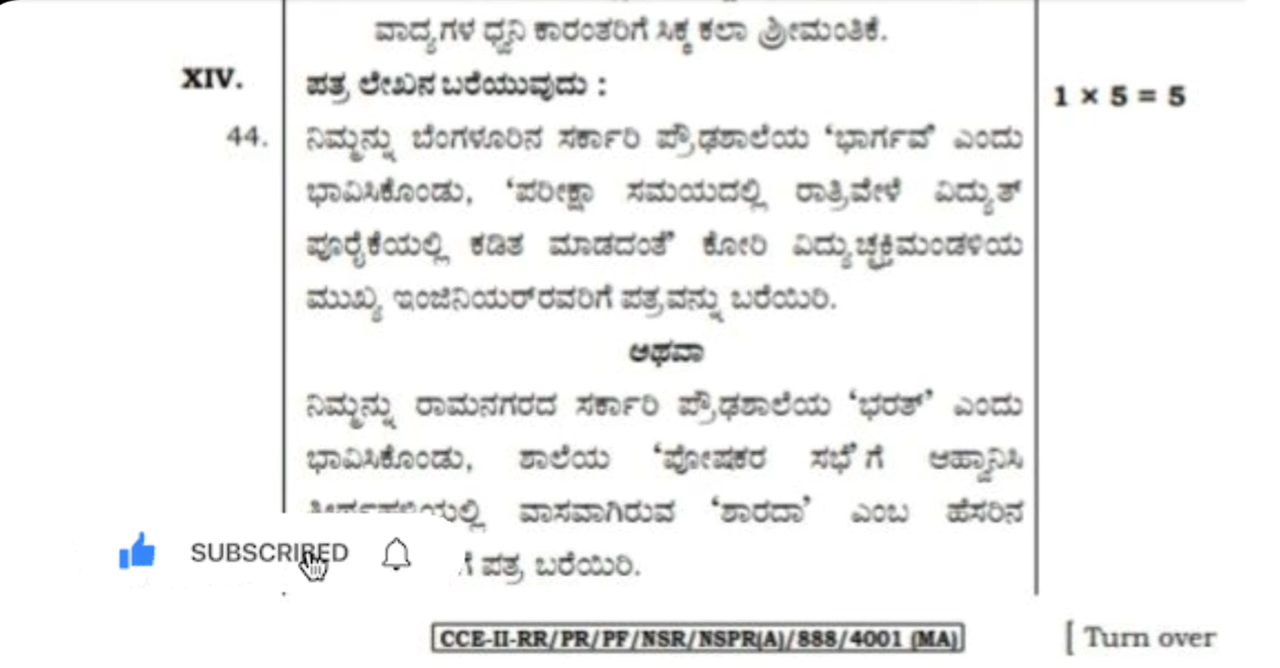 ವಾದ್ಯಗಳ ಧ್ವನಿ ಕಾರಂತರಿಗೆ ಸಿಕ್ಕ ಕಲಾ ಶ್ರೀಮಂತಿಕೆ.
XIV. ಪತ್ರ ಲೇಖನ ಬರೆಯುವುದು : 1 × 5 = 5
44. ನಿಮ್ಮನ್ನು ಬೆಂಗಳೂರಿನ ಸರ್ಕಾರಿ ಪ್ರೌಢಶಾಲೆಯ ‘ಭಾರ್ಗವ’ ಎಂದು
ಭಾವಿಸಿಕೊಂಡು, ‘ಪರೀಕ್ಷಾ ಸಮಯದಲ್ಲಿ ರಾತ್ರಿವೇಳೆ ವಿದ್ಯುತ್
ಪೂರೈಕೆಯಲ್ಲಿ ಕಡಿತ ಮಾಡದಂತೆ’ ಕೋರಿ ವಿದ್ಯುಚ್ಛಕ್ತಿಮಂಡಳಿಯ
ಮುಖ್ಯ ಇಂಜಿನಿಯರ್‌ರವರಿಗೆ ಪತ್ರವನ್ನು ಬರೆಯಿರಿ.
ಅಥವಾ
ನಿಮ್ಮನ್ನು ರಾಮನಗರದ ಸರ್ಕಾರಿ ಪ್ರೌಢಶಾಲೆಯ ‘ಭರತ್’ ಎಂದು
ಭಾವಿಸಿಕೊಂಡು, ಶಾಲೆಯ ‘ಪೋಷಕರ ಸಭೆ’ಗೆ ಆಹ್ವಾನಿಸಿ
ವಾಸವಾಗಿರುವ ‘ಶಾರದಾ’ ಎಂಬ ಹೆಸರಿನ
SUBSCRIBED ಪತ್ರ ಬರೆಯಿರಿ.
CCE-II-RR/PR/PF/NSR/NSPR(A)/888/4001 (MA) [ Turn over